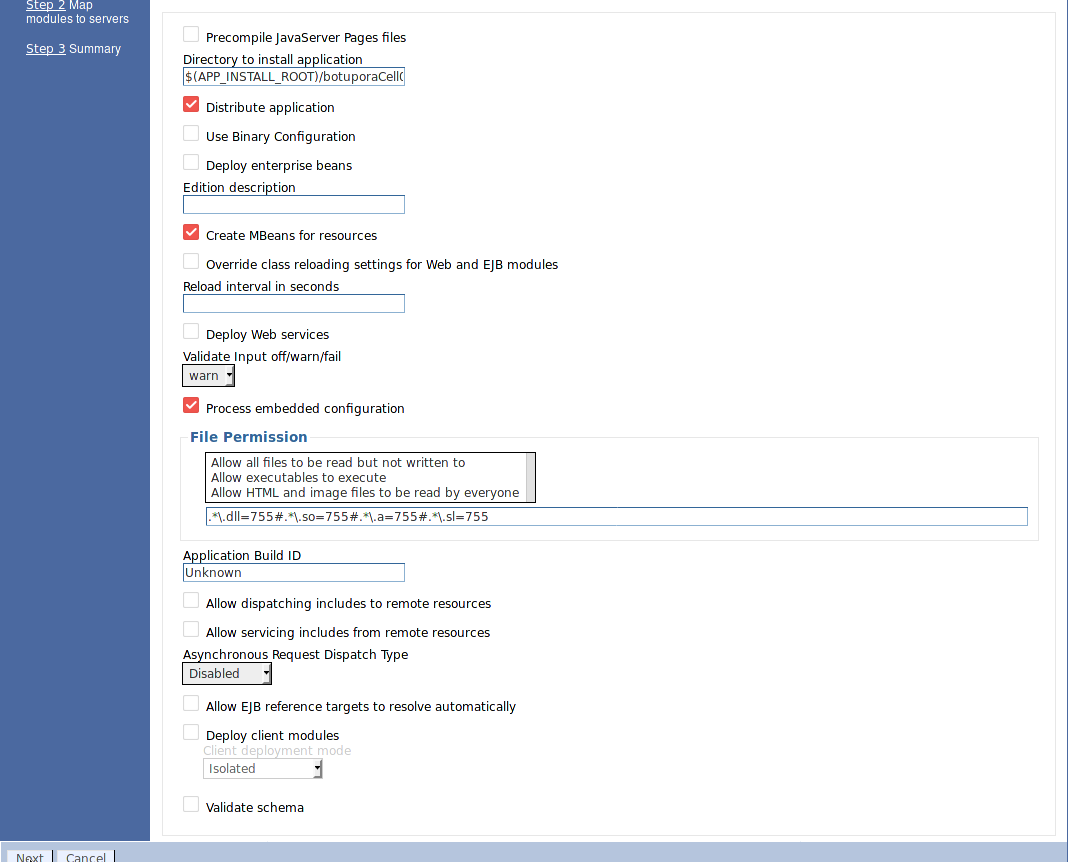 Step 2 Map
modules to servers
Step 3 Summary
Precompile JavaServer Pages files
Directory to install application
$(APP_INSTALL_ROOT)/botuporaCell(
Distribute application
Use Binary Configuration
Deploy enterprise beans
Edition description
Create MBeans for resources
Override class reloading settings for Web and EJB modules
Reload interval in seconds
Deploy Web services
Validate Input off/warn/fail
warn
Process embedded configuration
File Permission
Allow all files to be read but not written to
Allow executables to execute
Allow HTML and image files to be read by everyone
.*\.dll=755#.*\.so=755#.*\.a=755#.*\.sl=755
Application Build ID
Unknown
Allow dispatching includes to remote resources
Allow servicing includes from remote resources
Asynchronous Request Dispatch Type
Disabled
Allow EJB reference targets to resolve automatically
Deploy client modules
Client deployment mode
Isolated
Validate schema
Next Cancel